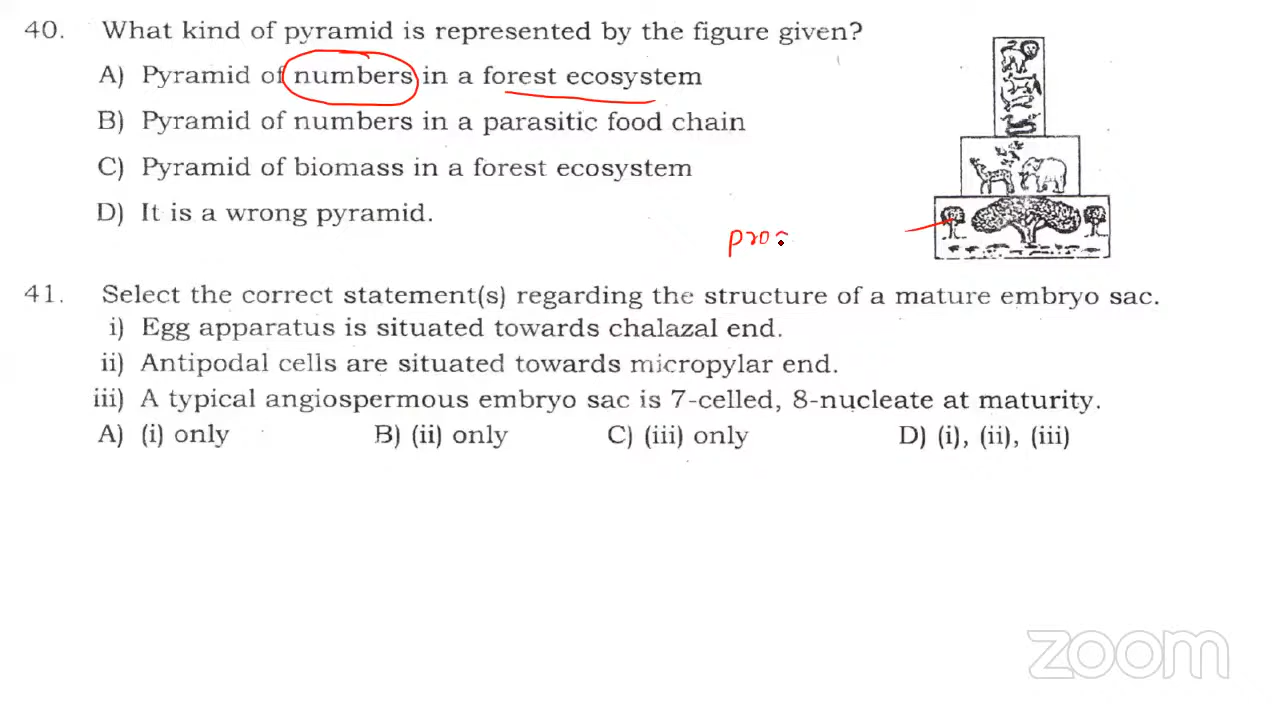 40. What kind of pyramid is represented by the figure given?
A) Pyramid of numbers in a forest ecosystem
B) Pyramid of numbers in a parasitic food chain
C) Pyramid of biomass in a forest ecosystem
D) It is a wrong pyramid.
pro
41. Select the correct statement(s) regarding the structure of a mature embryo sac.
i) Egg apparatus is situated towards chalazal end.
ii) Antipodal cells are situated towards micropylar end.
iii) A typical angiospermous embryo sac is 7-celled, 8-nucleate at maturity.
A) (i) only B) (ii) only C) (iii) only D) (i), (ii), (iii)
zoom